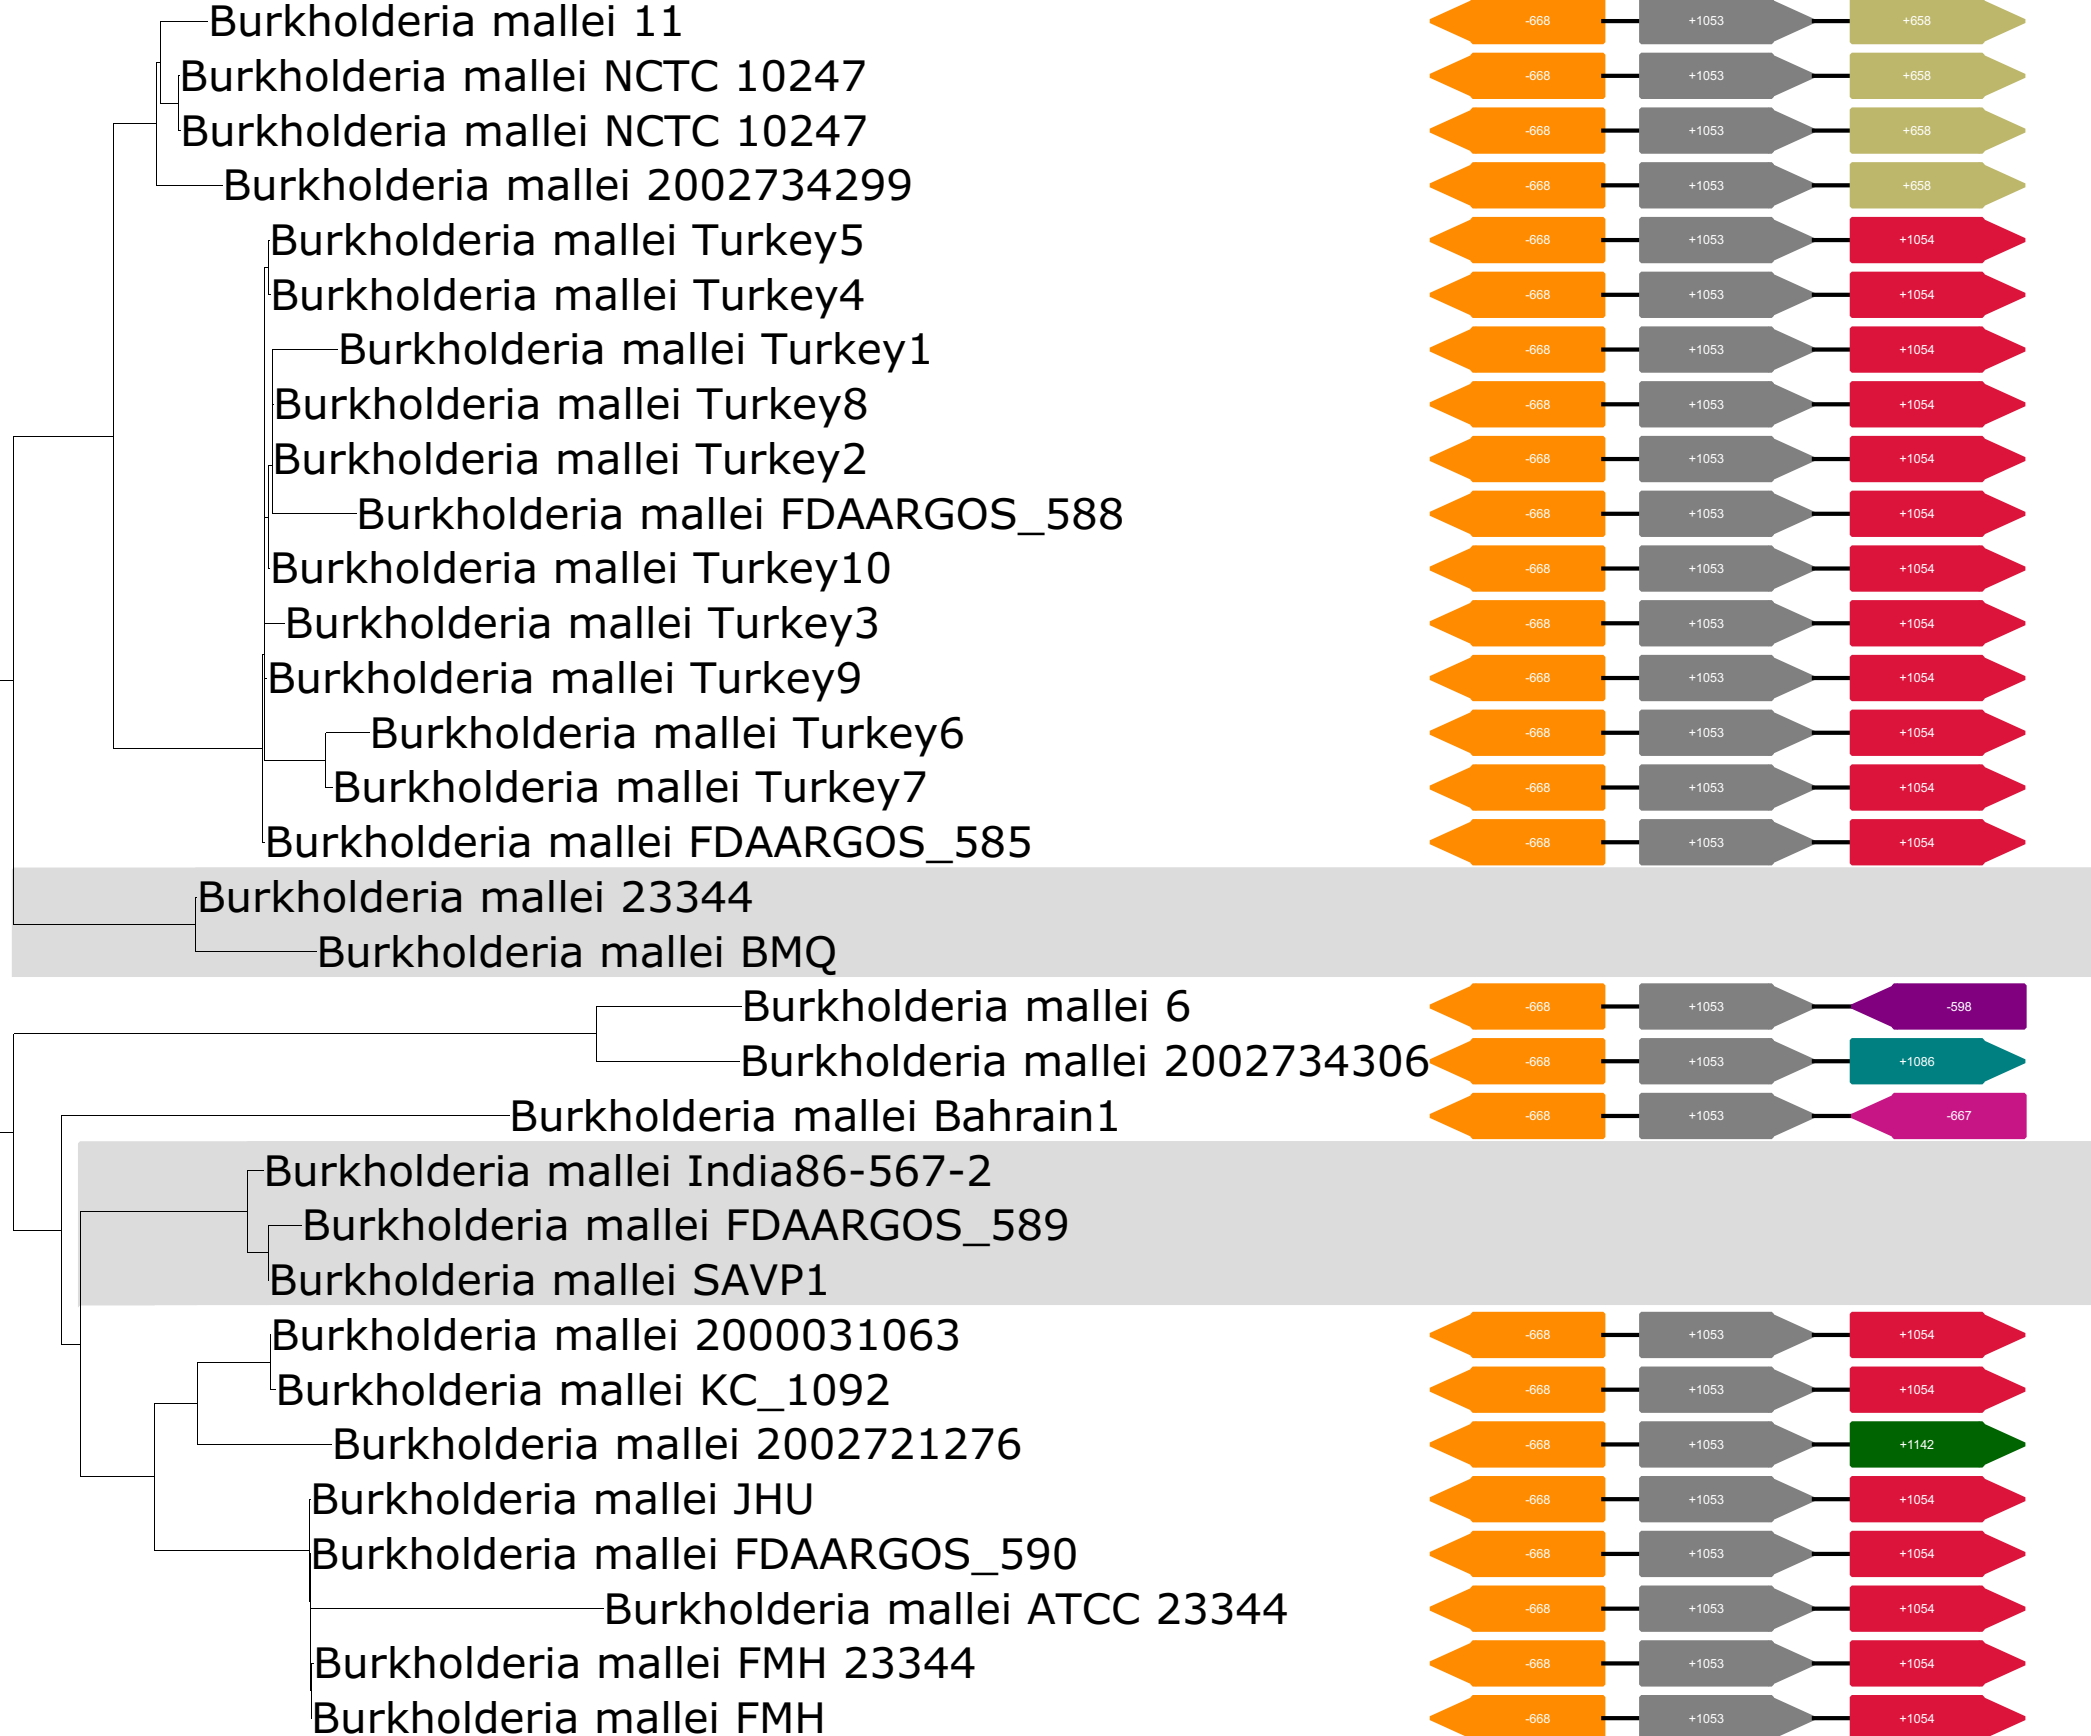 Burkholderia mallei 11 -668 +1053 +658
Burkholderia mallei NCTC 10247 -668 +1053 +658
Burkholderia mallei NCTC 10247 -668 +1053 +658
Burkholderia mallei 2002734299 -668 +1053 +658
Burkholderia mallei Turkey5 -668 +1053 +1054
Burkholderia mallei Turkey4 -668 +1053 +1054
Burkholderia mallei Turkey1 -668 +1053 +1054
Burkholderia mallei Turkey8 -668 +1053 +1054
Burkholderia mallei Turkey2 -668 +1053 +1054
Burkholderia mallei FDAARGOS_588 -668 +1053 +1054
Burkholderia mallei Turkey10 -668 +1053 +1054
Burkholderia mallei Turkey3 -668 +1053 +1054
Burkholderia mallei Turkey9 -668 +1053 +1054
Burkholderia mallei Turkey6 -668 +1053 +1054
Burkholderia mallei Turkey7 -668 +1053 +1054
Burkholderia mallei FDAARGOS_585 -668 +1053 +1054
Burkholderia mallei 23344
Burkholderia mallei BMQ
Burkholderia mallei 6 -668 +1053 -598
Burkholderia mallei 2002734306 -668 +1053 +1086
Burkholderia mallei Bahrain1 -668 +1053 -667
Burkholderia mallei India86-567-2
Burkholderia mallei FDAARGOS_589
Burkholderia mallei SAVP1
Burkholderia mallei 2000031063 -668 +1053 +1054
Burkholderia mallei KC_1092 -668 +1053 +1054
Burkholderia mallei 2002721276 -668 +1053 +1142
Burkholderia mallei JHU -668 +1053 +1054
Burkholderia mallei FDAARGOS_590 -668 +1053 +1054
Burkholderia mallei ATCC 23344 -668 +1053 +1054
Burkholderia mallei FMH 23344 -668 +1053 +1054
Burkholderia mallei FMH -668 +1053 +1054